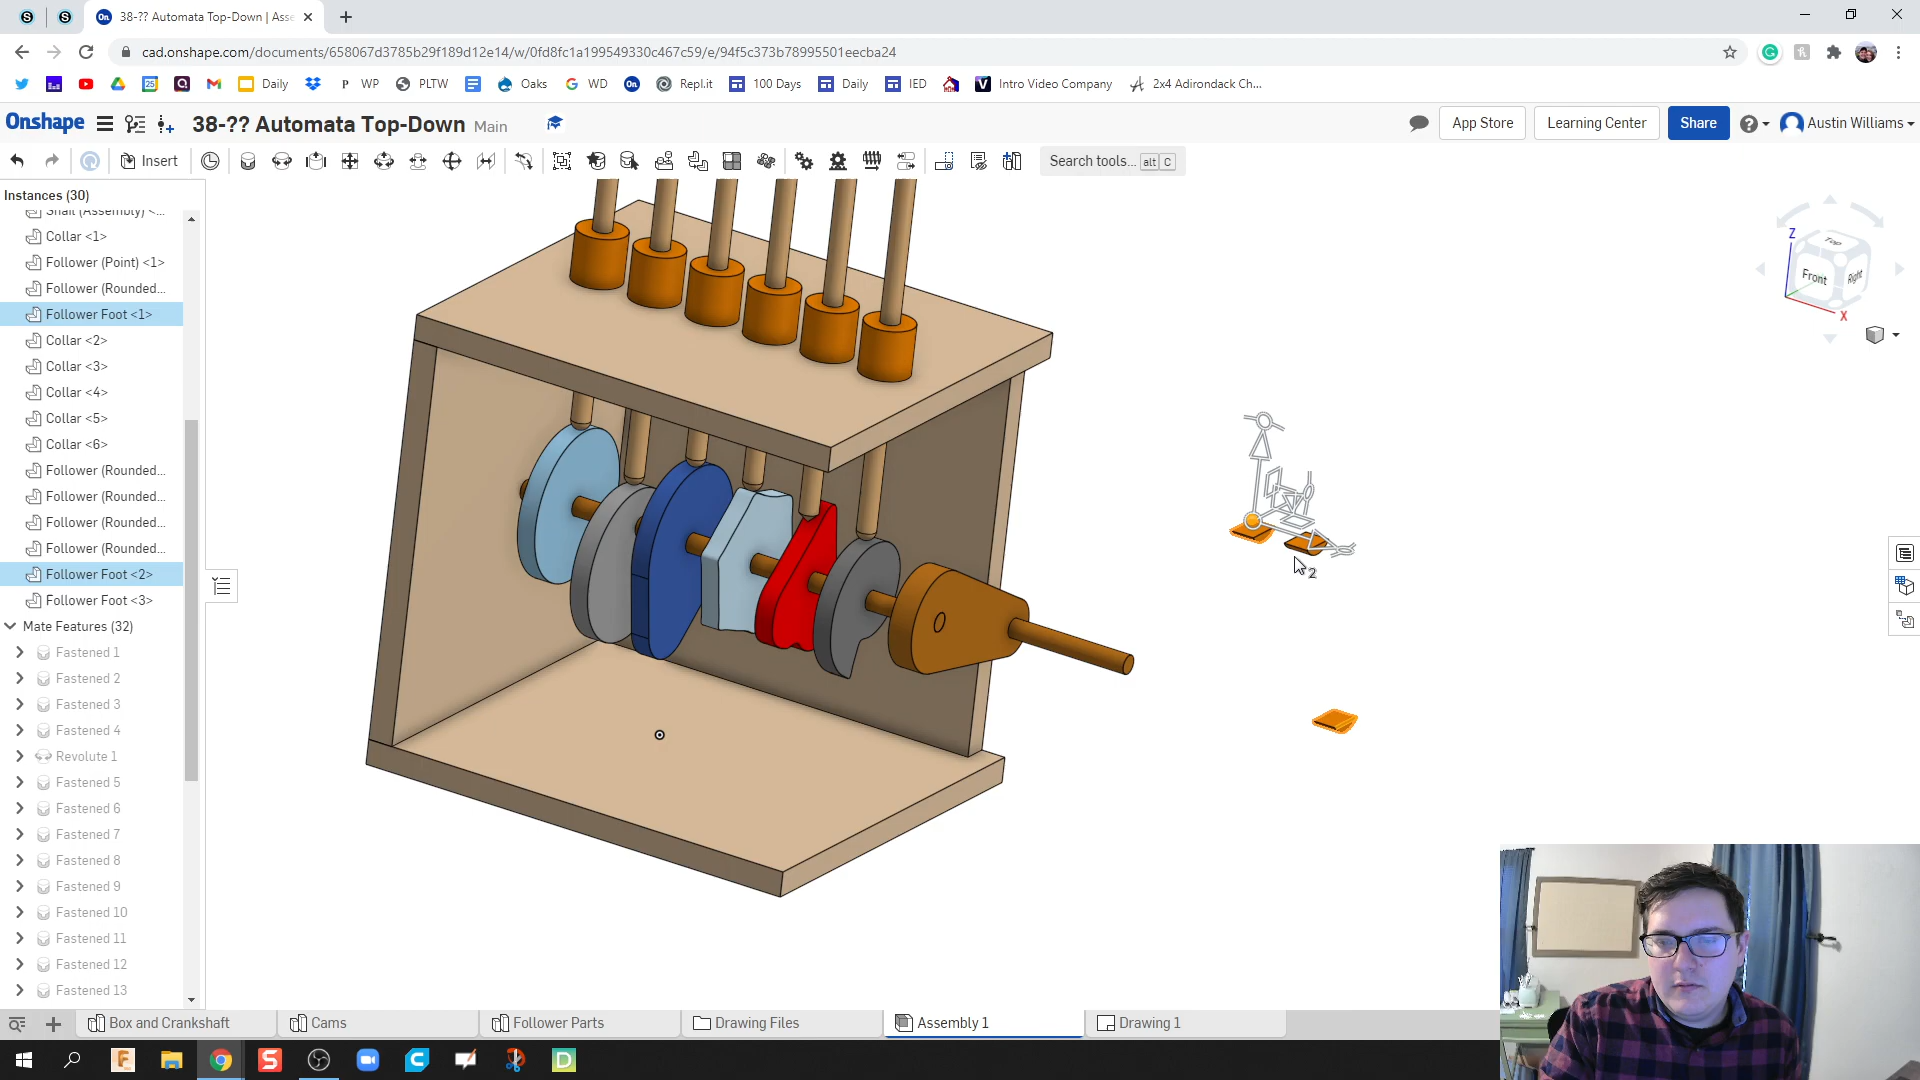 38-?? Automata Top-Down | Asse
cad.onshape.com/documents/658067d3785b29f189d12e14/w/0fd8fc1a199549330c467c59/e/94f5c373b78995501eecba24
Daily
WP
PLTW
Oaks
WD
Repl.it
100 Days
Daily
IED
Intro Video Company
2x4 Adirondack Ch...
Onshape
38-?? Automata Top-Down Main
App Store
Learning Center
Share
Austin Williams
Insert
Search tools... alt C
Instances (30)
Snail (Assembly) <...
Collar <1>
Follower (Point) <1>
Follower (Rounded...
Follower Foot <1>
Collar <2>
Collar <3>
Collar <4>
Collar <5>
Collar <6>
Follower (Rounded...
Follower (Rounded...
Follower (Rounded...
Follower (Rounded...
Follower Foot <2>
Follower Foot <3>
Mate Features (32)
Fastened 1
Fastened 2
Fastened 3
Fastened 4
Revolute 1
Fastened 5
Fastened 6
Fastened 7
Fastened 8
Fastened 9
Fastened 10
Fastened 11
Fastened 12
Fastened 13
Z
Top
Front
Right
X
2
Box and Crankshaft
Cams
Follower Parts
Drawing Files
Assembly 1
Drawing 1